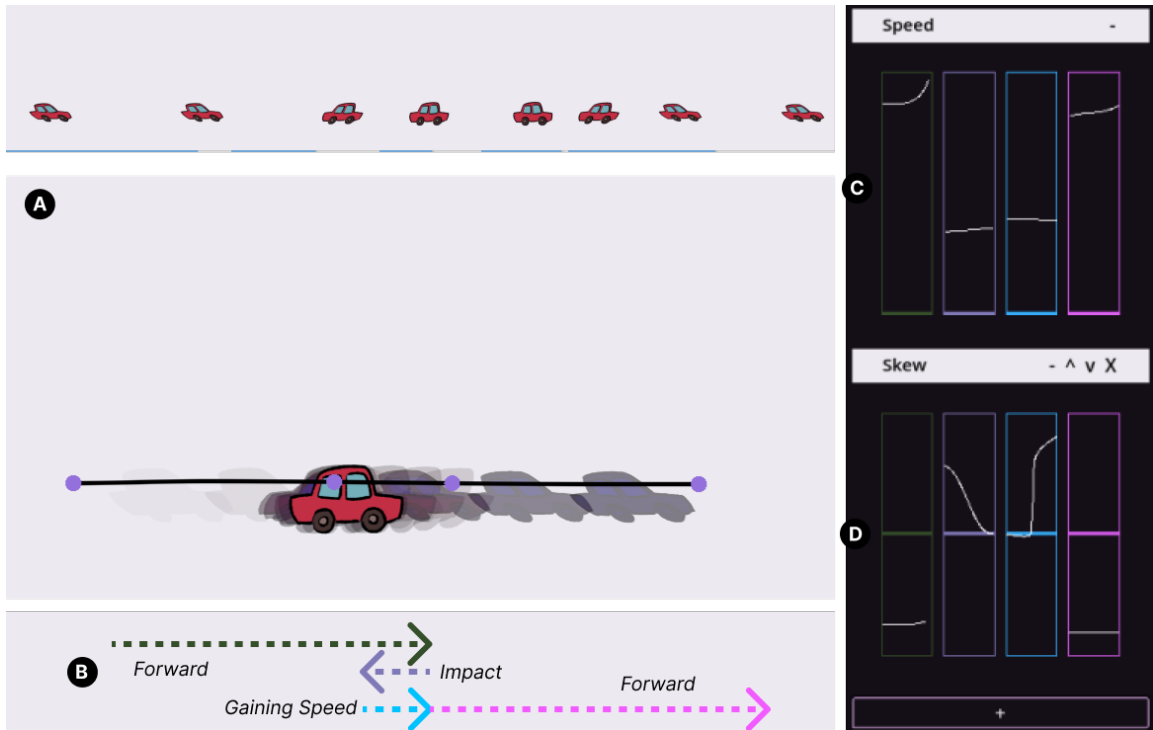 A
B
Forward
Impact
Forward
Gaining Speed
Speed -
C
Skew - ^ v X
D
+